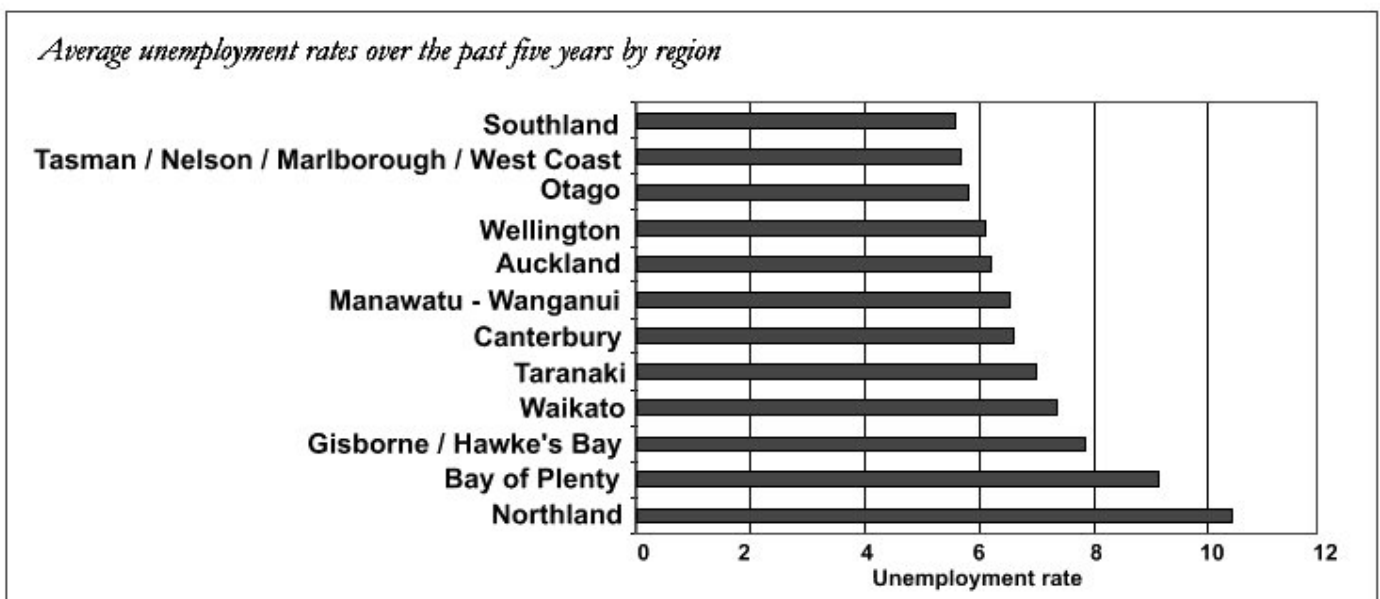 Average unemployment rates over the past five years by region
Southland
Tasman / Nelson / Marlborough / West Coast
Otago
Wellington
Auckland
Manawatu - Wanganui
Canterbury
Taranaki
Waikato
Gisborne / Hawke's Bay
Bay of Plenty
Northland
0 2 4 6 8 10 12
Unemployment rate